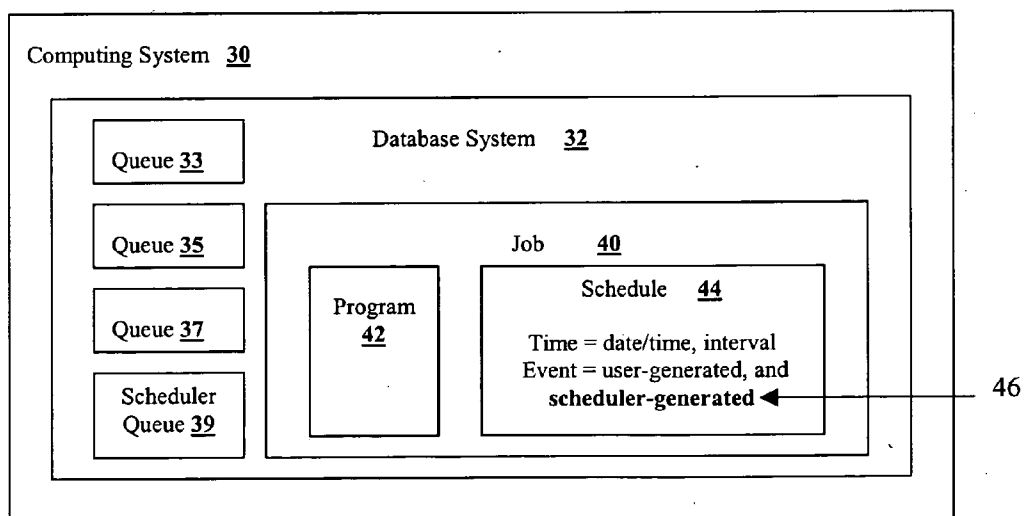 Computing System 30
Database System 32
Queue 33
Queue 35
Queue 37
Scheduler
Queue 39
Job 40
Program
42
Schedule 44
Time = date/time, interval
Event = user-generated, and
scheduler-generated
46